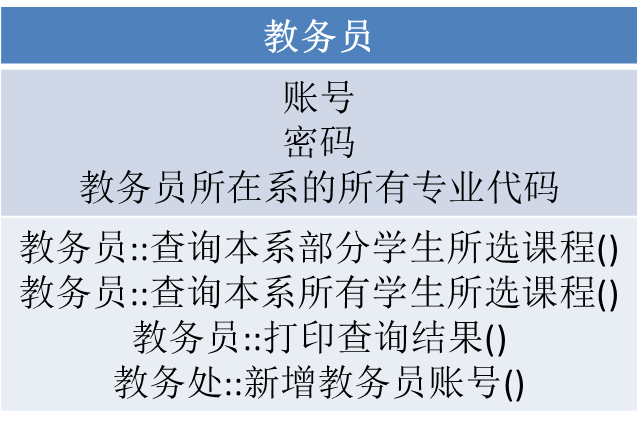 教务员
账号
密码
教务员所在系的所有专业代码
教务员::查询本系部分学生所选课程()
教务员::查询本系所有学生所选课程()
教务员::打印查询结果()
教务处::新增教务员账号()